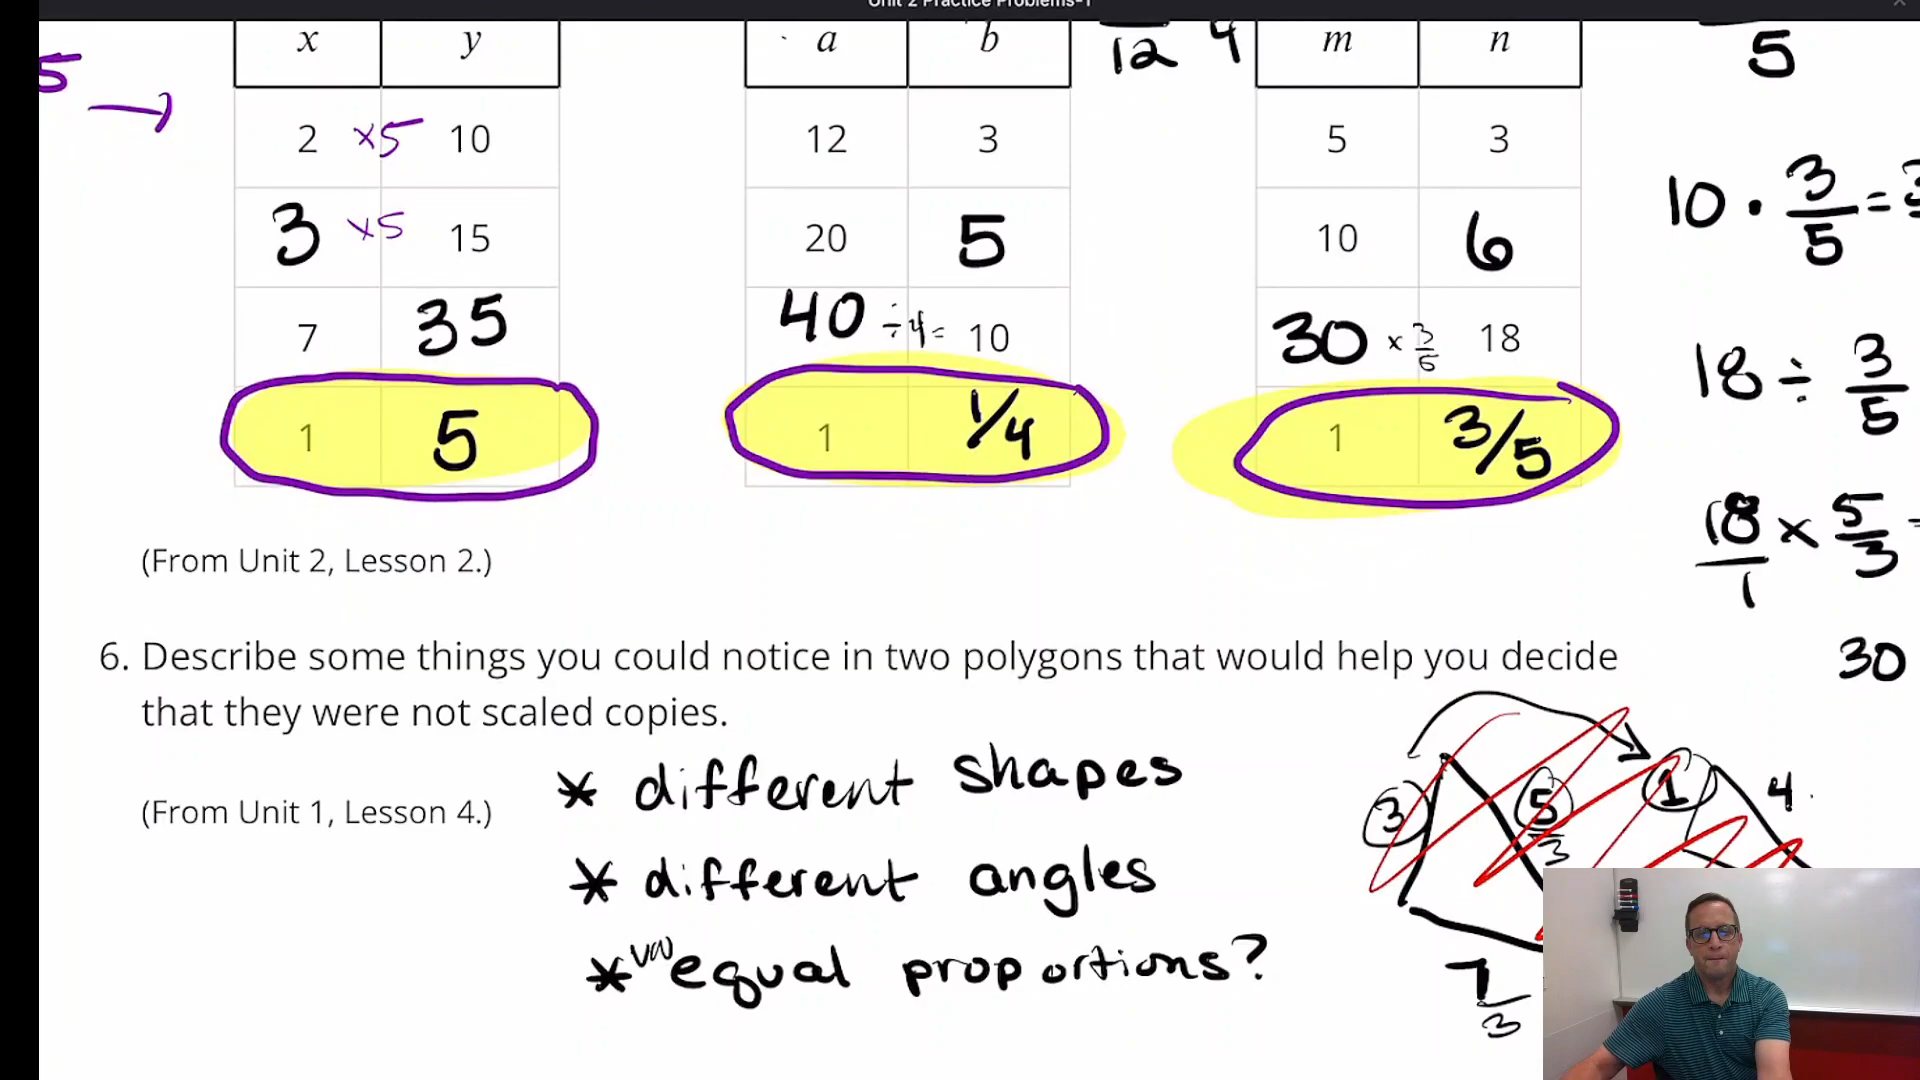 Unit 2 Practice Problems-1
x y a b 12 4 m n 5
5 →
2 ×5 10 12 3 5 3
3 ×5 15 20 5 10 6 10 · 3/5 =
7 35 40 ÷4= 10 30 × 18 18 ÷ 3/5
1 5 1 1/4 1 3/5
18/1 × 5/3
(From Unit 2, Lesson 2.)
6. Describe some things you could notice in two polygons that would help you decide
30
that they were not scaled copies.
* different shapes
(From Unit 1, Lesson 4.)
3 5/3 1 4
* different angles
* un equal proportions?
7/3